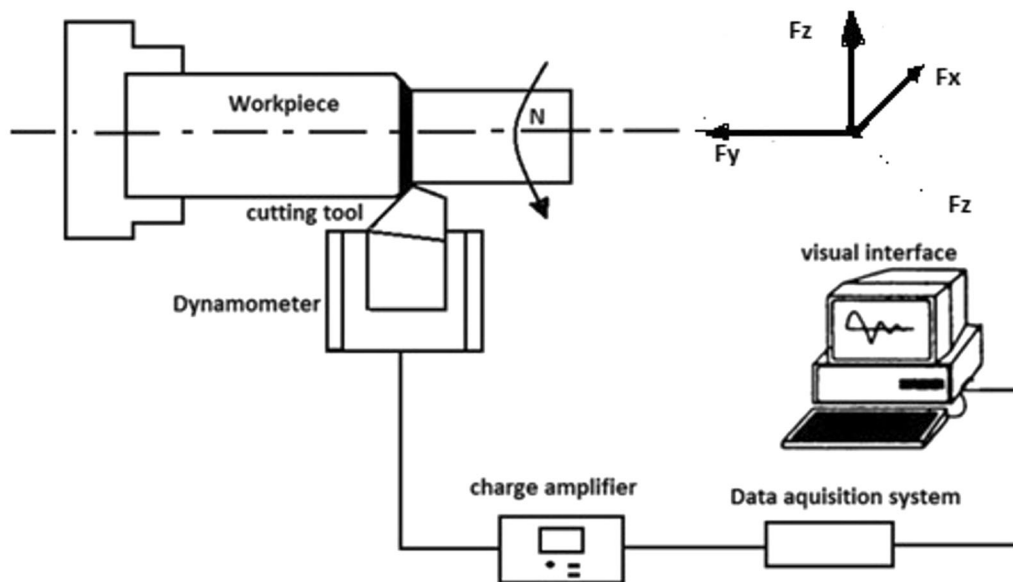 Fz
Fx
Workpiece
N
Fy
cutting tool
Fz
visual interface
Dynamometer
charge amplifier
Data aquisition system